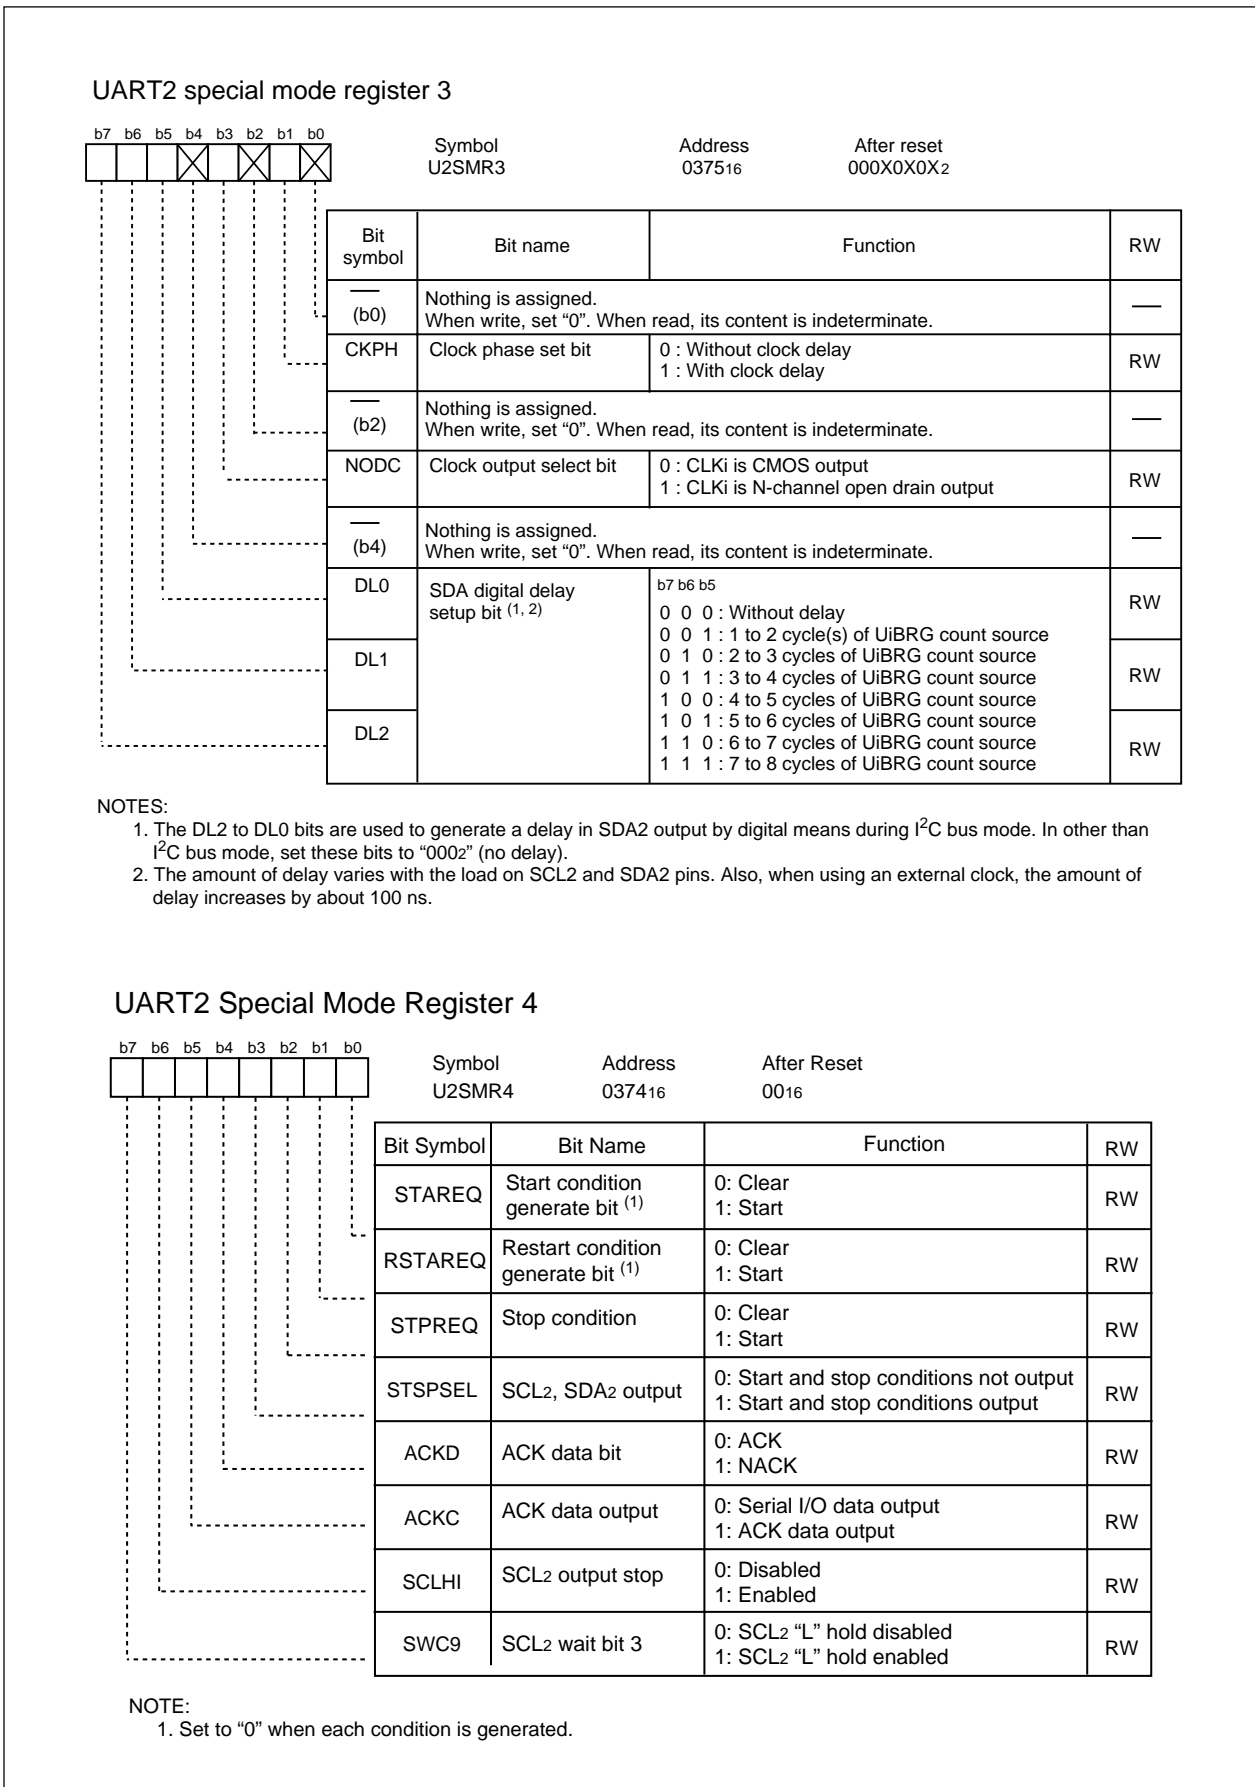 UART2 special mode register 3
b7 b6 b5 b4 b3 b2 b1 b0
Symbol Address After reset
U2SMR3 037516 000X0X0X2
Bit symbol Bit name Function RW
(b0) Nothing is assigned.
When write, set “0”. When read, its content is indeterminate. —
CKPH Clock phase set bit 0 : Without clock delay
1 : With clock delay RW
(b2) Nothing is assigned.
When write, set “0”. When read, its content is indeterminate. —
NODC Clock output select bit 0 : CLKi is CMOS output
1 : CLKi is N-channel open drain output RW
(b4) Nothing is assigned.
When write, set “0”. When read, its content is indeterminate. —
DL0 SDA digital delay
setup bit (1, 2) b7 b6 b5 RW
0 0 0 : Without delay
0 0 1 : 1 to 2 cycle(s) of UiBRG count source
DL1 0 1 0 : 2 to 3 cycles of UiBRG count source RW
0 1 1 : 3 to 4 cycles of UiBRG count source
1 0 0 : 4 to 5 cycles of UiBRG count source
DL2 1 0 1 : 5 to 6 cycles of UiBRG count source RW
1 1 0 : 6 to 7 cycles of UiBRG count source
1 1 1 : 7 to 8 cycles of UiBRG count source
NOTES:
1. The DL2 to DL0 bits are used to generate a delay in SDA2 output by digital means during I2C bus mode. In other than
I2C bus mode, set these bits to “0002” (no delay).
2. The amount of delay varies with the load on SCL2 and SDA2 pins. Also, when using an external clock, the amount of
delay increases by about 100 ns.
UART2 Special Mode Register 4
b7 b6 b5 b4 b3 b2 b1 b0
Symbol Address After Reset
U2SMR4 037416 0016
Bit Symbol Bit Name Function RW
STAREQ Start condition
generate bit (1) 0: Clear
1: Start RW
RSTAREQ Restart condition
generate bit (1) 0: Clear
1: Start RW
STPREQ Stop condition 0: Clear
1: Start RW
STSPSEL SCL2, SDA2 output 0: Start and stop conditions not output
1: Start and stop conditions output RW
ACKD ACK data bit 0: ACK
1: NACK RW
ACKC ACK data output 0: Serial I/O data output
1: ACK data output RW
SCLHI SCL2 output stop 0: Disabled
1: Enabled RW
SWC9 SCL2 wait bit 3 0: SCL2 “L” hold disabled
1: SCL2 “L” hold enabled RW
NOTE:
1. Set to “0” when each condition is generated.